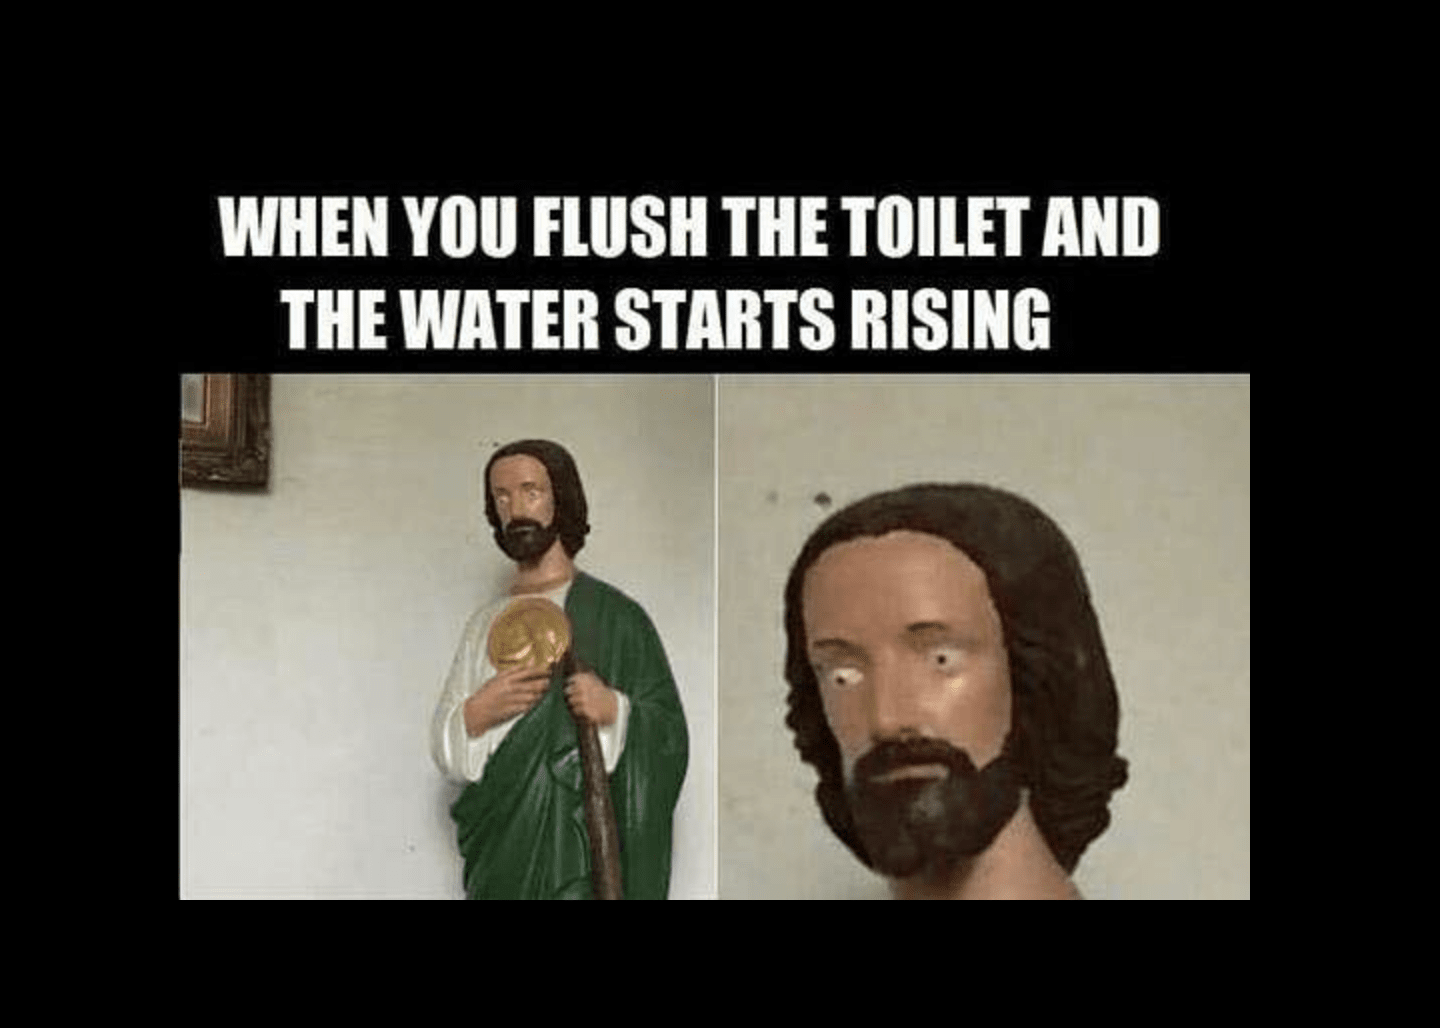 WHEN YOU FLUSH THE TOILET AND
THE WATER STARTS RISING